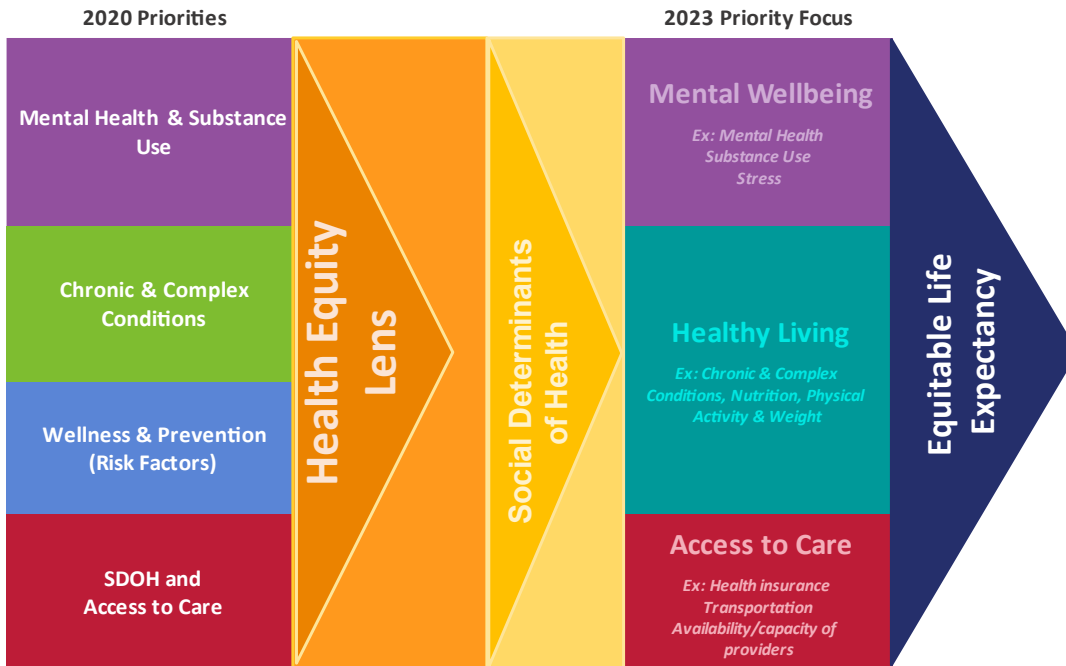 2020 Priorities
2023 Priority Focus
Mental Health & Substance
Use
Chronic & Complex
Conditions
Wellness & Prevention
(Risk Factors)
SDOH and
Access to Care
Health Equity
Lens
Social Determinants
of Health
Mental Wellbeing
Ex: Mental Health
Substance Use
Stress
Healthy Living
Ex: Chronic & Complex
Conditions, Nutrition, Physical
Activity & Weight
Access to Care
Ex: Health insurance
Transportation
Availability/capacity of
providers
Equitable Life
Expectancy